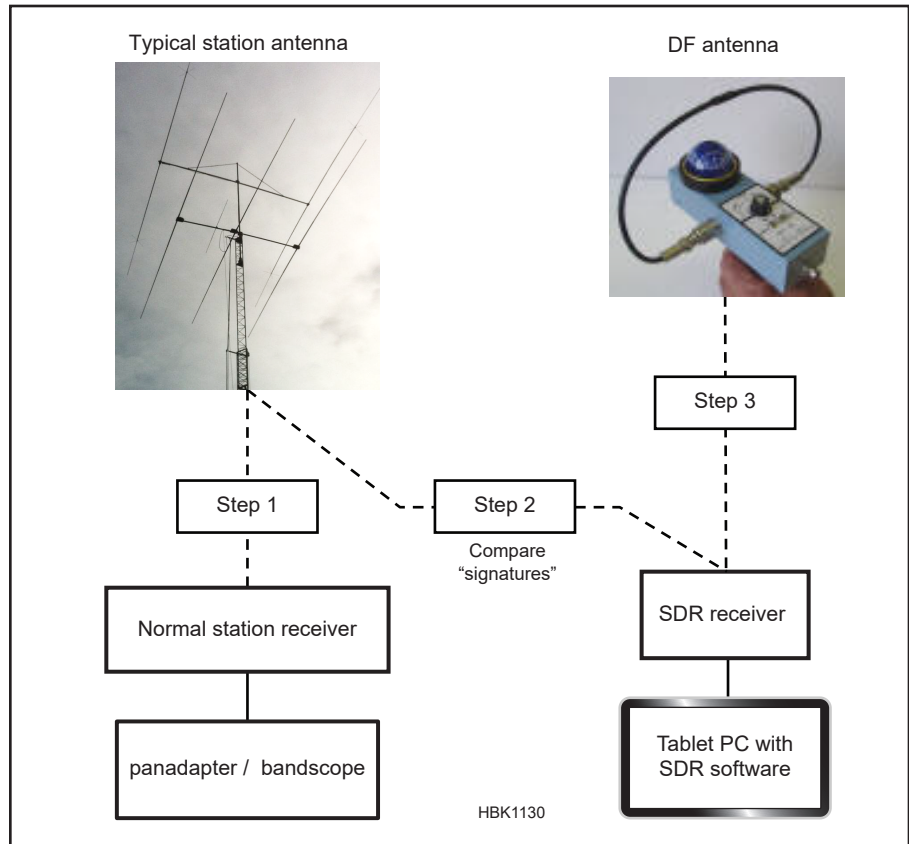 Typical station antenna
DF antenna
Step 1
Step 2
Compare
“signatures”
Step 3
Normal station receiver
panadapter / bandscope
SDR receiver
Tablet PC with
SDR software
HBK1130